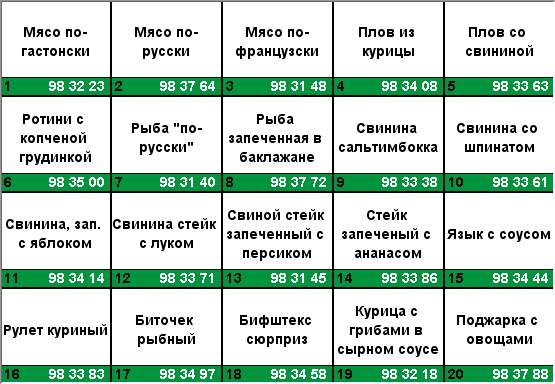 Мясо по-
гастонски
1 98 32 23
Мясо по-
русски
2 98 37 64
Мясо по-
французски
3 98 31 48
Плов из
курицы
4 98 34 08
Плов со
свининой
5 98 33 63
Ротини с
копченой
грудинкой
6 98 35 00
Рыба "по-
русски"
7 98 31 40
Рыба
запеченная в
баклажане
8 98 37 72
Свинина
сальтимбокка
9 98 33 38
Свинина со
шпинатом
10 98 33 61
Свинина, зап.
с яблоком
11 98 34 14
Свинина стейк
с луком
12 98 33 71
Свиной стейк
запеченный с
персиком
13 98 31 45
Стейк
запеченый с
ананасом
14 98 33 86
Язык с соусом
15 98 34 44
Рулет куриный
16 98 33 83
Биточек
рыбный
17 98 34 97
Бифштекс
сюрприз
18 98 34 58
Курица с
грибами в
сырном соусе
19 98 32 18
Поджарка с
овощами
20 98 37 88